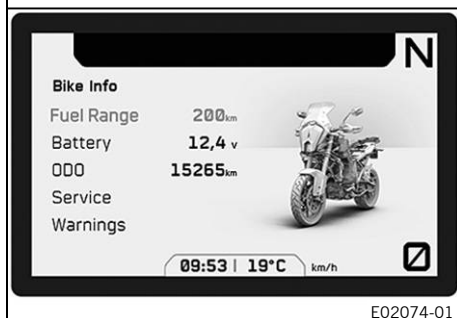 N
Bike Info
Fuel Range 200km
Battery 12,4 v
ODO 15265km
Service
Warnings
09:53 | 19°C km/h
0
E02074-01